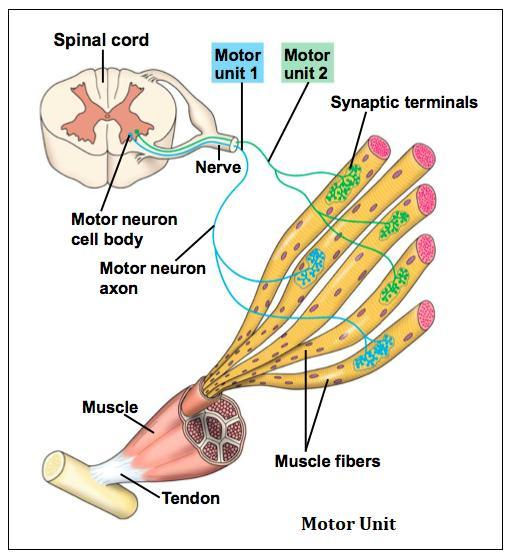 Spinal cord
Motor
unit 1
Motor
unit 2
Synaptic terminals
Nerve
Motor neuron
cell body
Motor neuron
axon
Muscle
Muscle fibers
Tendon
Motor Unit